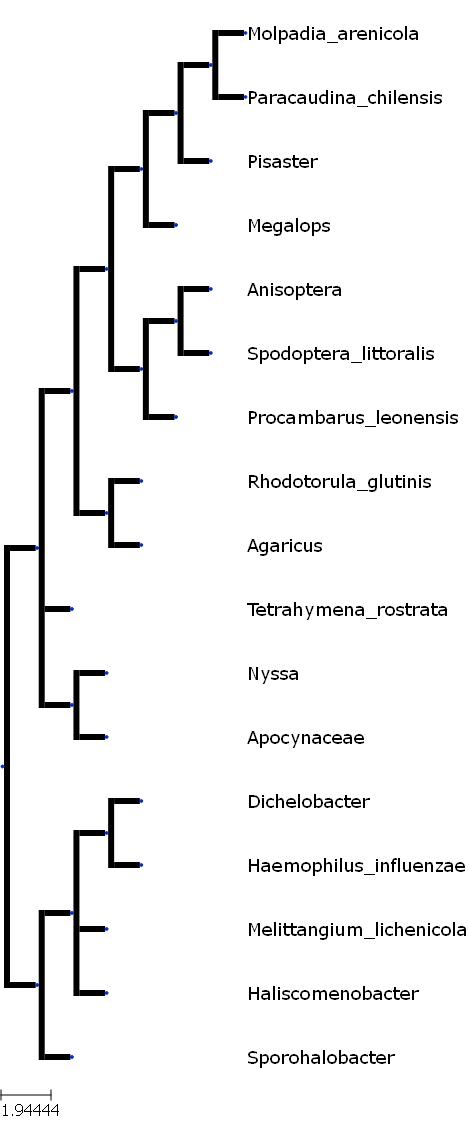 Molpadia_arenicola
Paracaudina_chilensis
Pisaster
Megalops
Anisoptera
Spodoptera_littoralis
Procambarus_leonensis
Rhodotorula_glutinis
Agaricus
Tetrahymena_rostrata
Nyssa
Apocynaceae
Dichelobacter
Haemophilus_influenzae
Melittangium_lichenicola
Haliscomenobacter
Sporohalobacter
1.94444